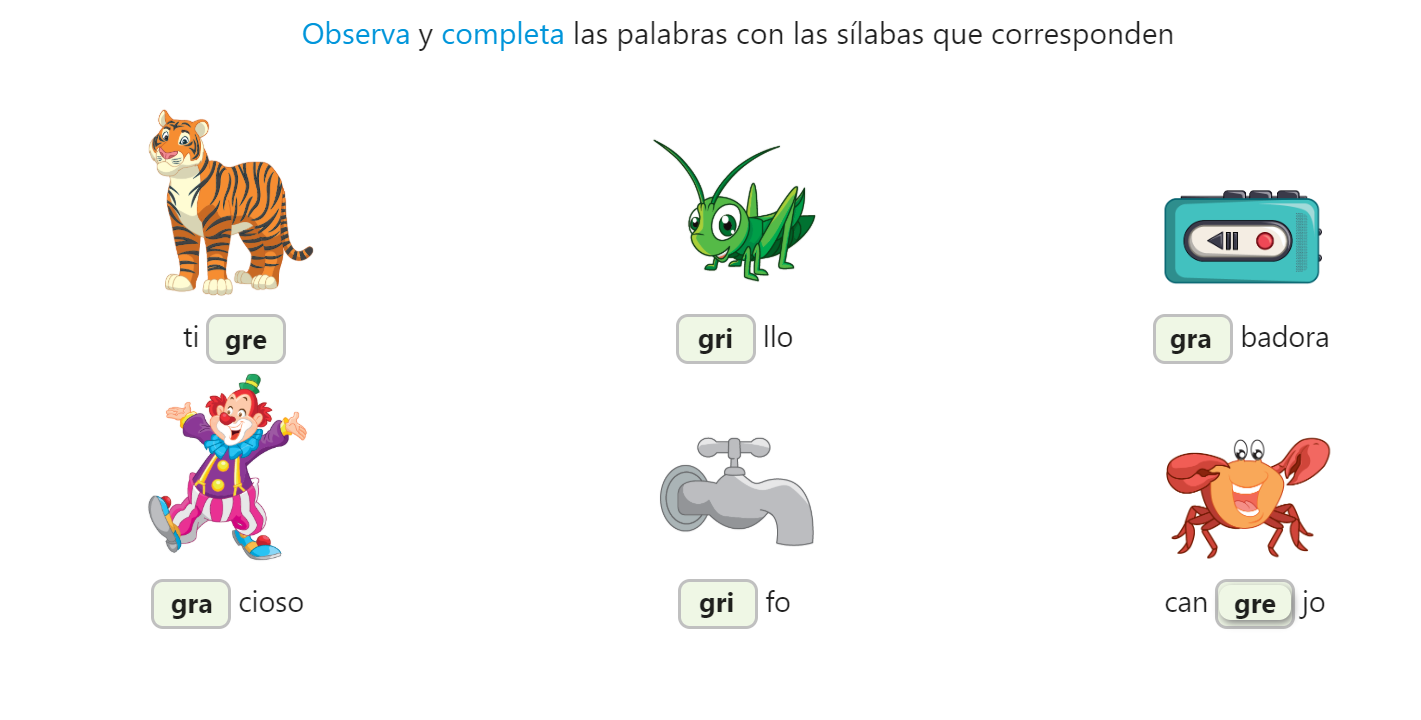 Observa y completa las palabras con las sílabas que corresponden
ti gre gri llo gra badora
gra cioso gri fo can gre jo